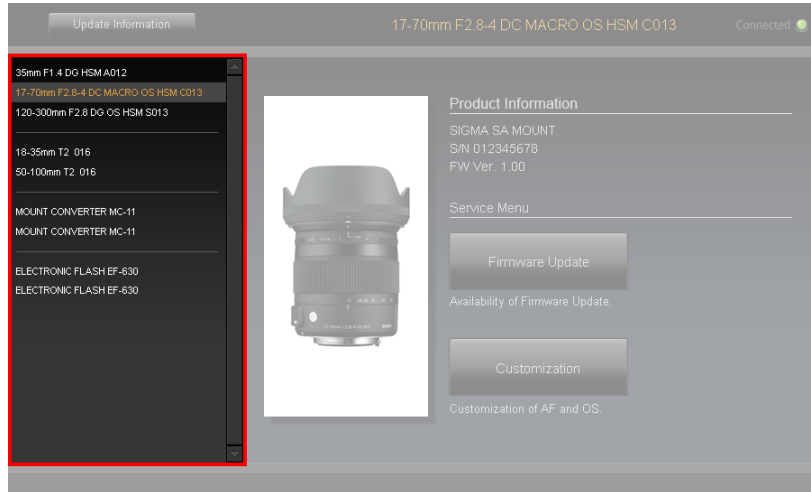 Update Information
17-70mm F2.8-4 DC MACRO OS HSM C013
Connected
35mm F1.4 DG HSM A012
17-70mm F2.8-4 DC MACRO OS HSM C013
120-300mm F2.8 DG OS HSM S013
18-35mm T2 016
50-100mm T2 016
MOUNT CONVERTER MC-11
MOUNT CONVERTER MC-11
ELECTRONIC FLASH EF-630
ELECTRONIC FLASH EF-630
Product Information
SIGMA SA MOUNT
S/N 012345678
FW Ver. 1.00
Service Menu
Firmware Update
Availability of Firmware Update.
Customization
Customization of AF and OS.